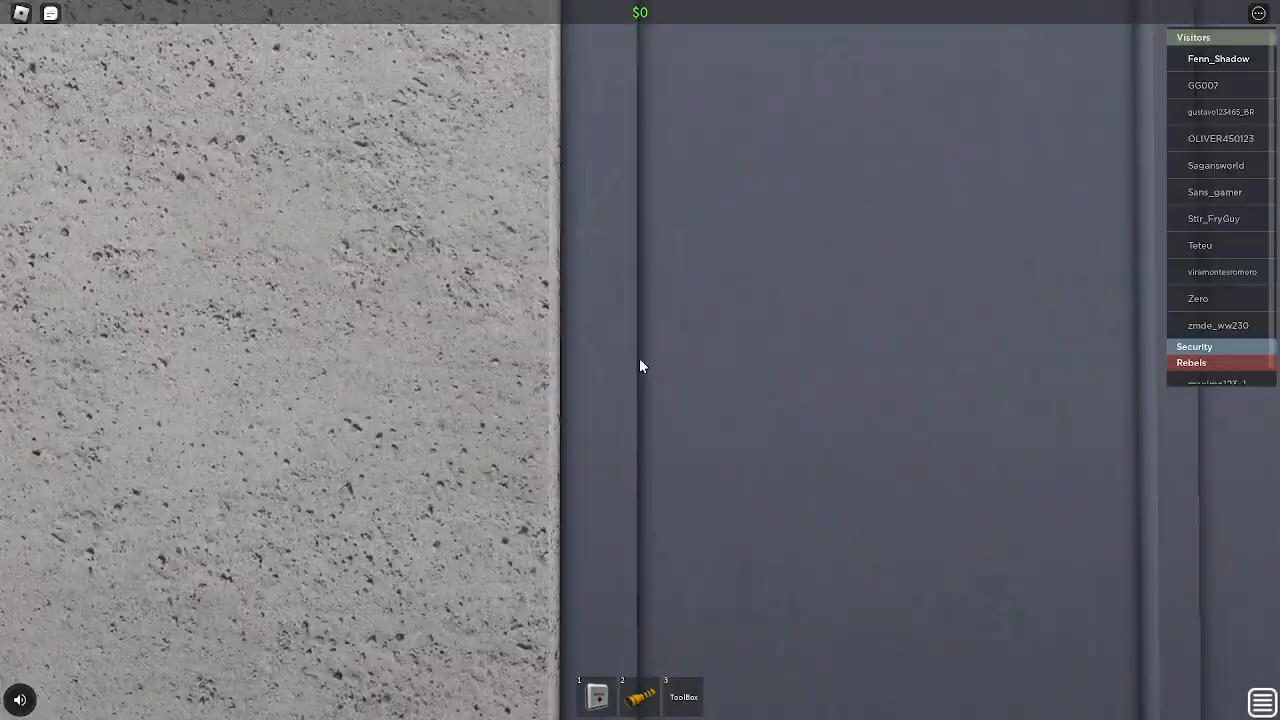 $0
Visitors
Fenn_Shadow
GG007
gustavo123465_BR
OLIVER450123
Sagansworld
Sans_gamer
Stir_FryGuy
Teteu
viramontesromero
Zero
zmde_ww230
Security
Rebels
1
2
3
ToolBox